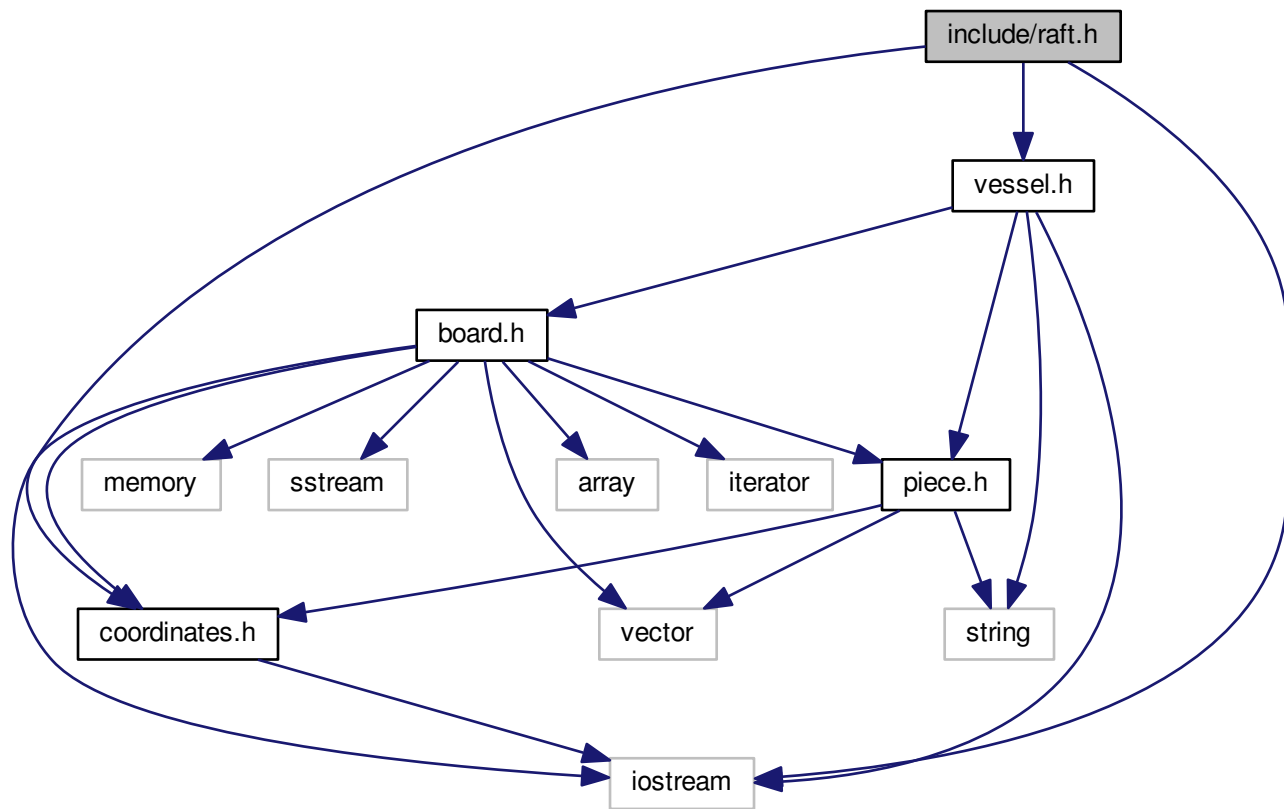 include/raft.h
vessel.h
board.h
memory
sstream
array
iterator
piece.h
coordinates.h
vector
string
iostream